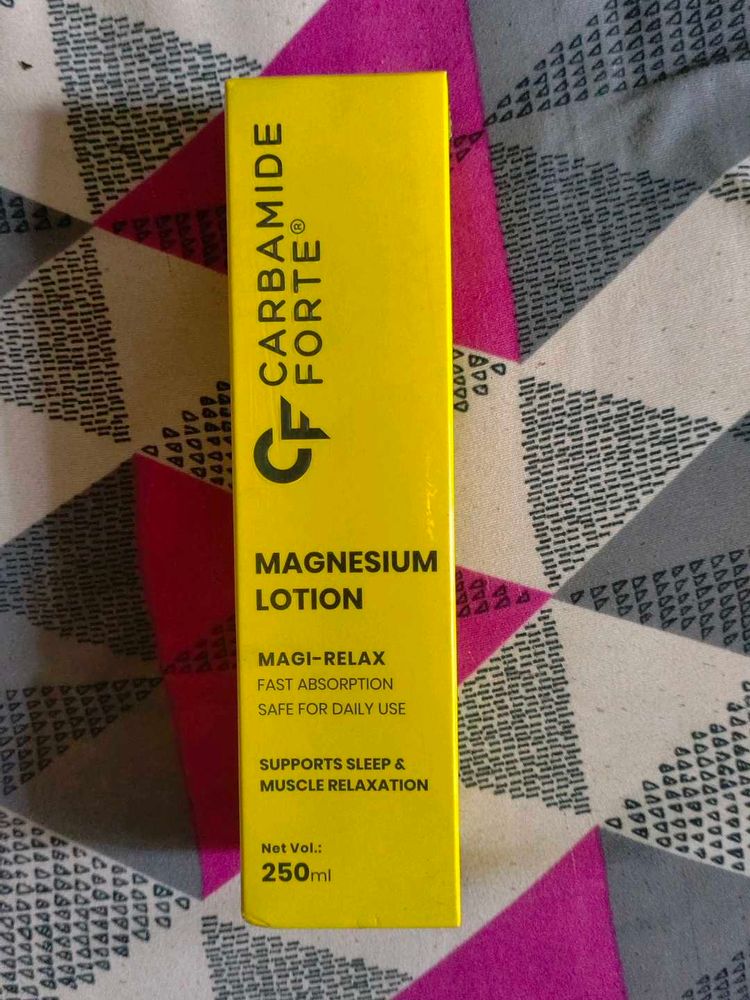 CARBAMIDE
FORTE®
CF
MAGNESIUM
LOTION
MAGI-RELAX
FAST ABSORPTION
SAFE FOR DAILY USE
SUPPORTS SLEEP &
MUSCLE RELAXATION
Net Vol.:
250ml